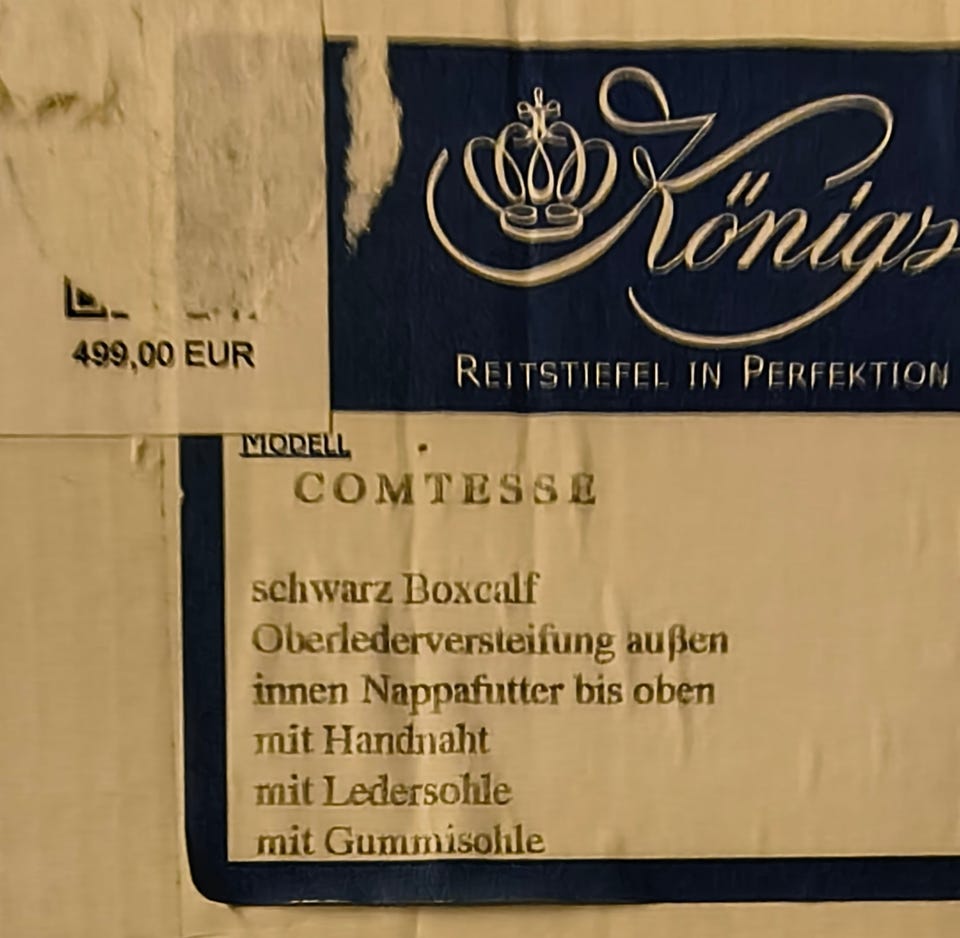 Königs
REITSTIEFEL IN PERFEKTION
499,00 EUR
MODELL
COMTESSE
schwarz Boxcalf
Oberlederversteifung außen
innen Nappafutter bis oben
mit Handnaht
mit Ledersohle
mit Gummisohle